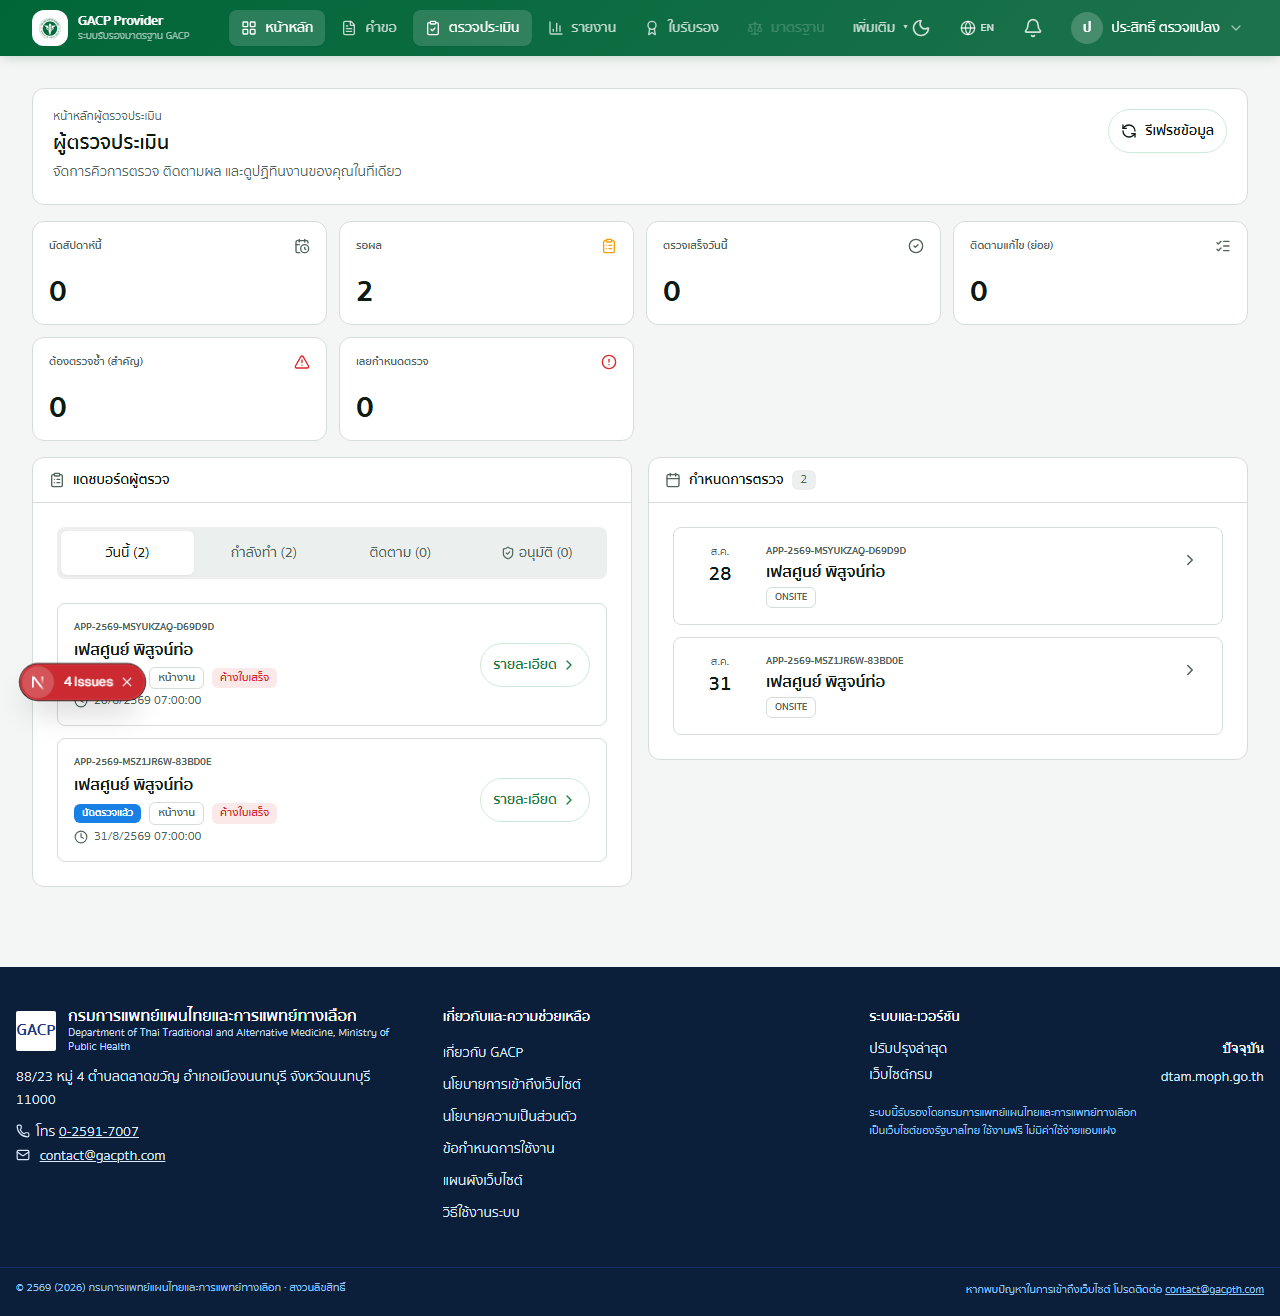 GACP Provider
ระบบรับรองมาตรฐาน GACP
หน้าหลัก
คำขอ
ตรวจประเมิน
รายงาน
ใบรับรอง
มาตรฐาน
เพิ่มเติม
EN
ป
ประสิทธิ์ ตรวจแปลง
หน้าหลักผู้ตรวจประเมิน
ผู้ตรวจประเมิน
จัดการคิวการตรวจ ติดตามผล และดูปฏิทินงานของคุณในที่เดียว
รีเฟรชข้อมูล
นัดสัปดาห์นี้
0
รอผล
2
ตรวจเสร็จวันนี้
0
ติดตามแก้ไข (ย่อย)
0
ต้องตรวจซ้ำ (สำคัญ)
0
เลยกำหนดตรวจ
0
แดชบอร์ดผู้ตรวจ
วันนี้ (2)
กำลังทำ (2)
ติดตาม (0)
อนุมัติ (0)
APP-2569-MSYUKZAQ-D69D9D
เฟสศูนย์ พิสูจน์ท่อ
หน้างาน
ค้างใบเสร็จ
28/8/2569 07:00:00
รายละเอียด
N
4 Issues
APP-2569-MSZ1JR6W-83BD0E
เฟสศูนย์ พิสูจน์ท่อ
นัดตรวจแล้ว
หน้างาน
ค้างใบเสร็จ
31/8/2569 07:00:00
รายละเอียด
กำหนดการตรวจ
2
ส.ค.
28
APP-2569-MSYUKZAQ-D69D9D
เฟสศูนย์ พิสูจน์ท่อ
ONSITE
ส.ค.
31
APP-2569-MSZ1JR6W-83BD0E
เฟสศูนย์ พิสูจน์ท่อ
ONSITE
GACP
กรมการแพทย์แผนไทยและการแพทย์ทางเลือก
Department of Thai Traditional and Alternative Medicine, Ministry of
Public Health
88/23 หมู่ 4 ตำบลตลาดขวัญ อำเภอเมืองนนทบุรี จังหวัดนนทบุรี
11000
โทร 0-2591-7007
contact@gacpth.com
เกี่ยวกับและความช่วยเหลือ
เกี่ยวกับ GACP
นโยบายการเข้าถึงเว็บไซต์
นโยบายความเป็นส่วนตัว
ข้อกำหนดการใช้งาน
แผนผังเว็บไซต์
วิธีใช้งานระบบ
ระบบและเวอร์ชัน
ปรับปรุงล่าสุด
ปัจจุบัน
เว็บไซต์กรม
dtam.moph.go.th
ระบบนี้รับรองโดยกรมการแพทย์แผนไทยและการแพทย์ทางเลือก
เป็นเว็บไซต์ของรัฐบาลไทย ใช้งานฟรี ไม่มีค่าใช้จ่ายแอบแฝง
© 2569 (2026) กรมการแพทย์แผนไทยและการแพทย์ทางเลือก · สงวนลิขสิทธิ์
หากพบปัญหาในการเข้าถึงเว็บไซต์ โปรดติดต่อ contact@gacpth.com